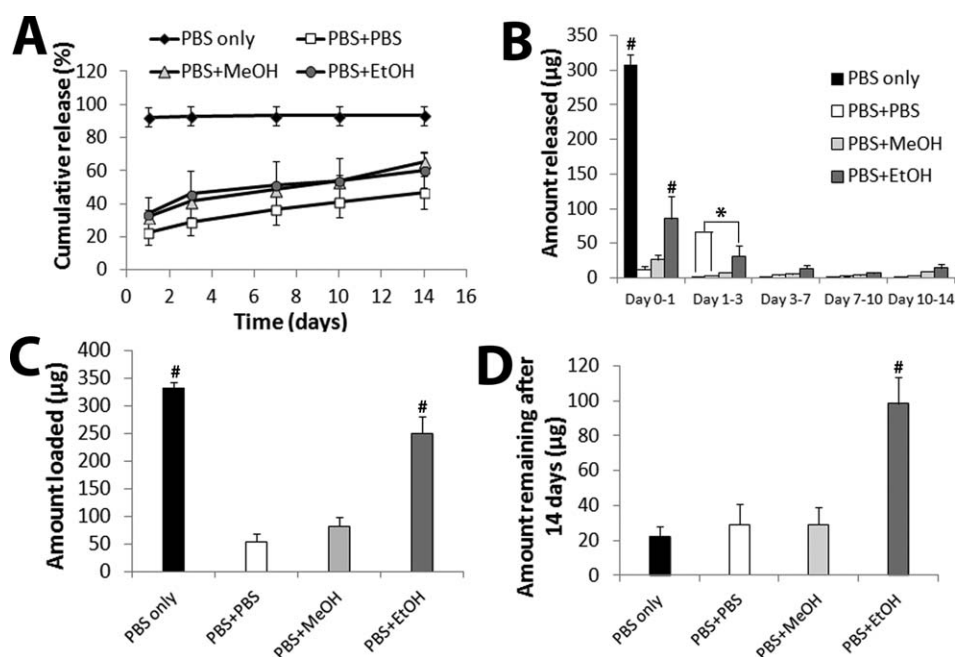 A
PBS only
PBS+PBS
PBS+MeOH
PBS+EtOH
Cumulative release (%)
120
100
80
60
40
20
0
0 2 4 6 8 10 12 14 16
Time (days)
B
Amount released (µg)
350
300
250
200
150
100
50
0
#
#
*
PBS only
PBS+PBS
PBS+MeOH
PBS+EtOH
Day 0-1 Day 1-3 Day 3-7 Day 7-10 Day 10-14
C
Amount loaded (µg)
400
350
300
250
200
150
100
50
0
#
#
PBS only
PBS+PBS
PBS+MeOH
PBS+EtOH
D
Amount remaining after
14 days (µg)
120
100
80
60
40
20
0
#
PBS only
PBS+PBS
PBS+MeOH
PBS+EtOH